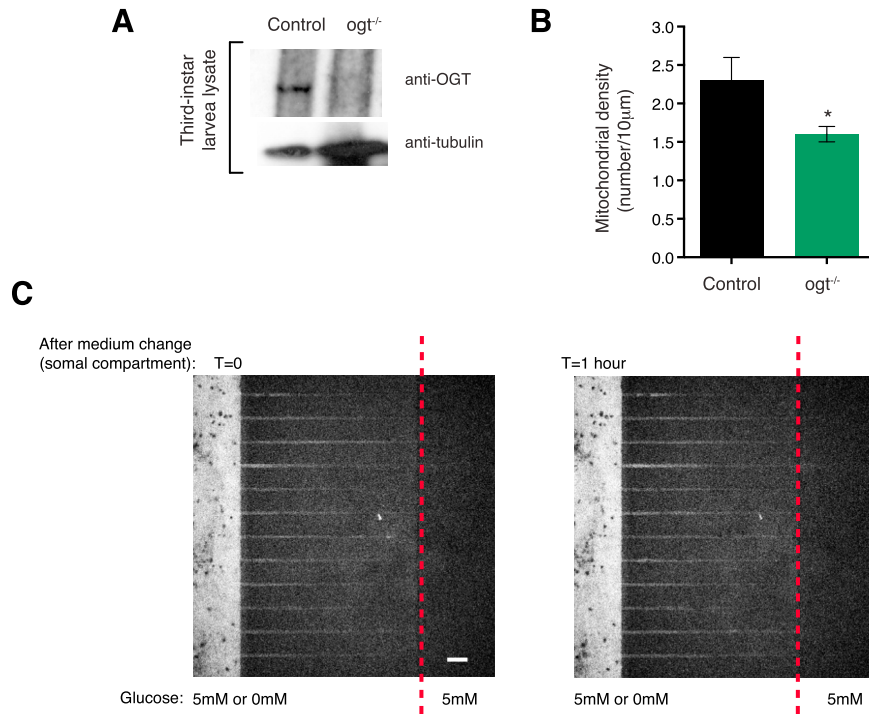 A
Control ogt-/-
Third-instar
larvea lysate
anti-OGT
anti-tubulin
B
Mitochondrial density
(number/10μm)
3.0
2.5
2.0
1.5
1.0
0.5
0.0
*
Control ogt-/-
C
After medium change
(somal compartment): T=0
T=1 hour
Glucose: 5mM or 0mM 5mM
5mM or 0mM 5mM